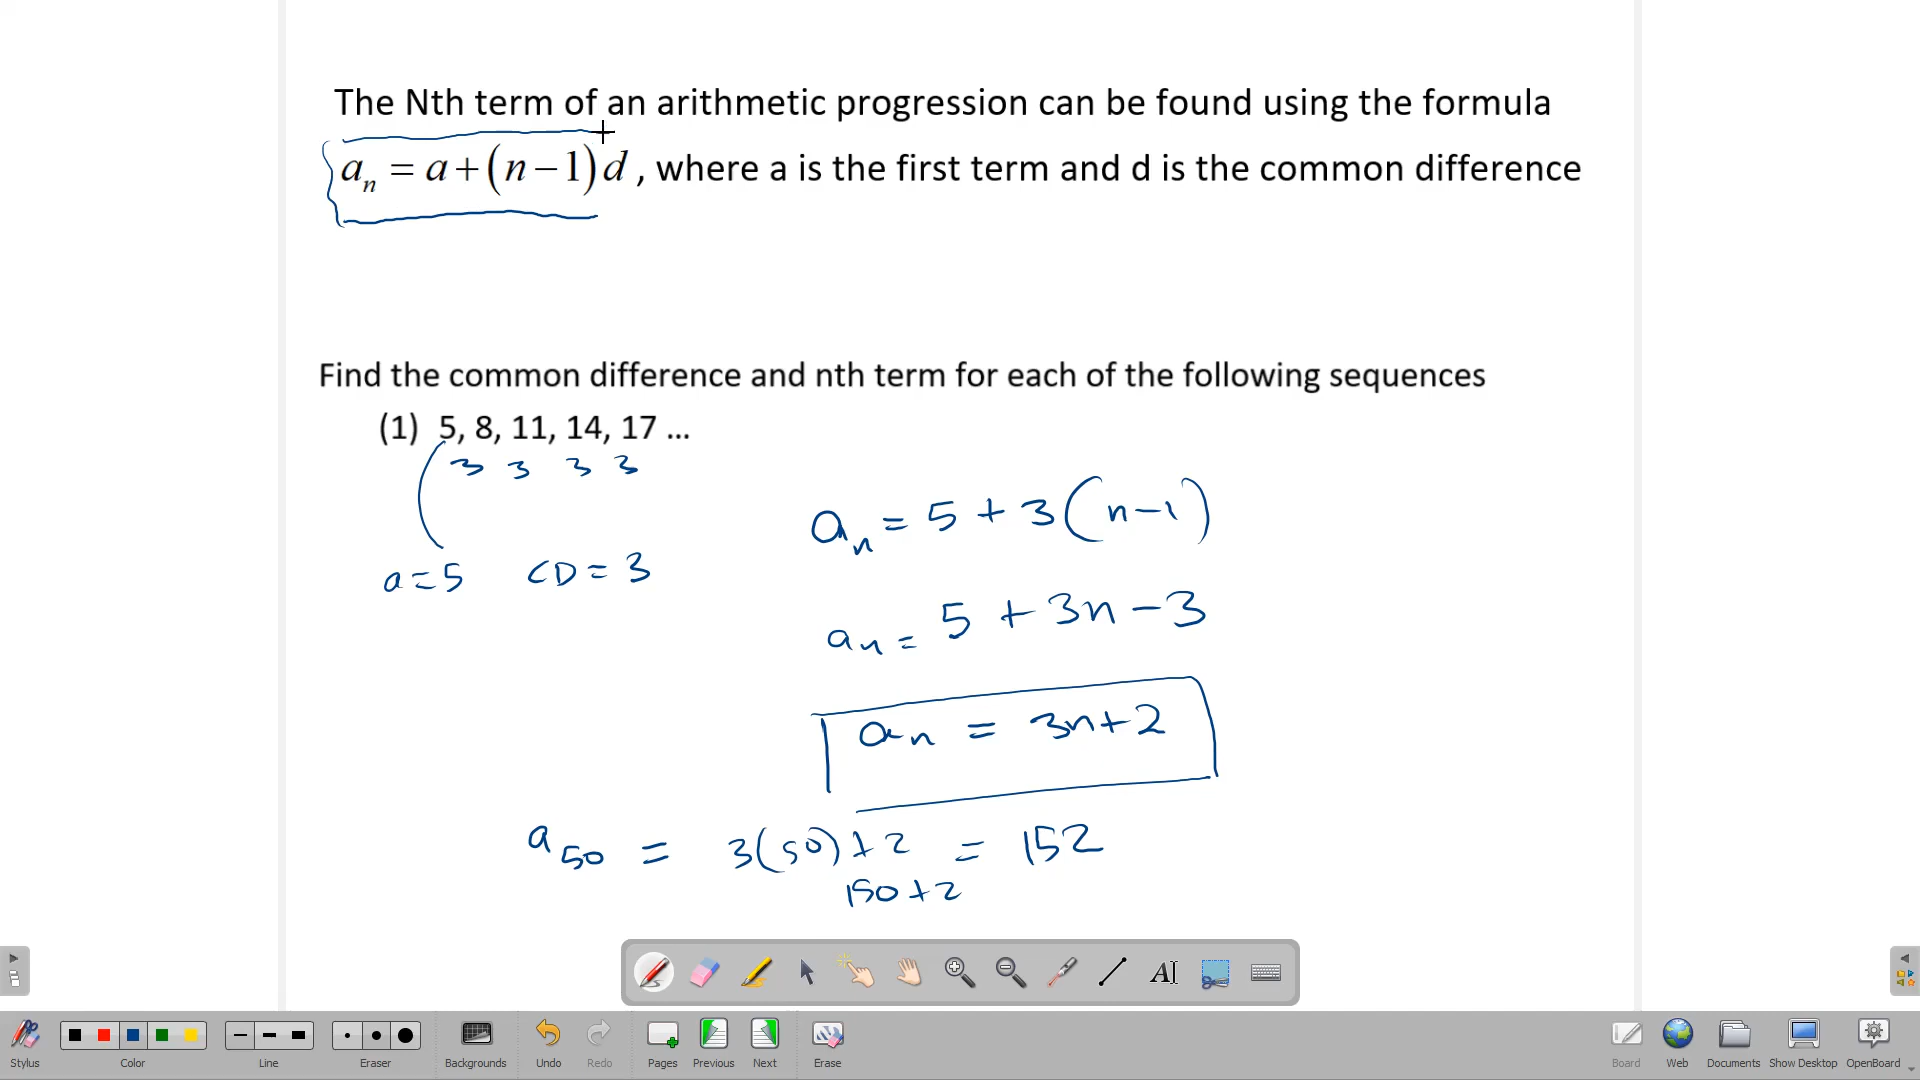 The Nth term of an arithmetic progression can be found using the formula
aₙ = a + (n − 1)d , where a is the first term and d is the common difference
Find the common difference and nth term for each of the following sequences
(1) 5, 8, 11, 14, 17 ...
3 3 3 3
aₙ = 5 + 3(n−1)
a=5 CD = 3
aₙ = 5 + 3n − 3
aₙ = 3n+2
a₅₀ = 3(50)+2 = 152
150+2
AI
Stylus Color Line Eraser Backgrounds Undo Redo Pages Previous Next Erase Board Web Documents Show Desktop OpenBoard